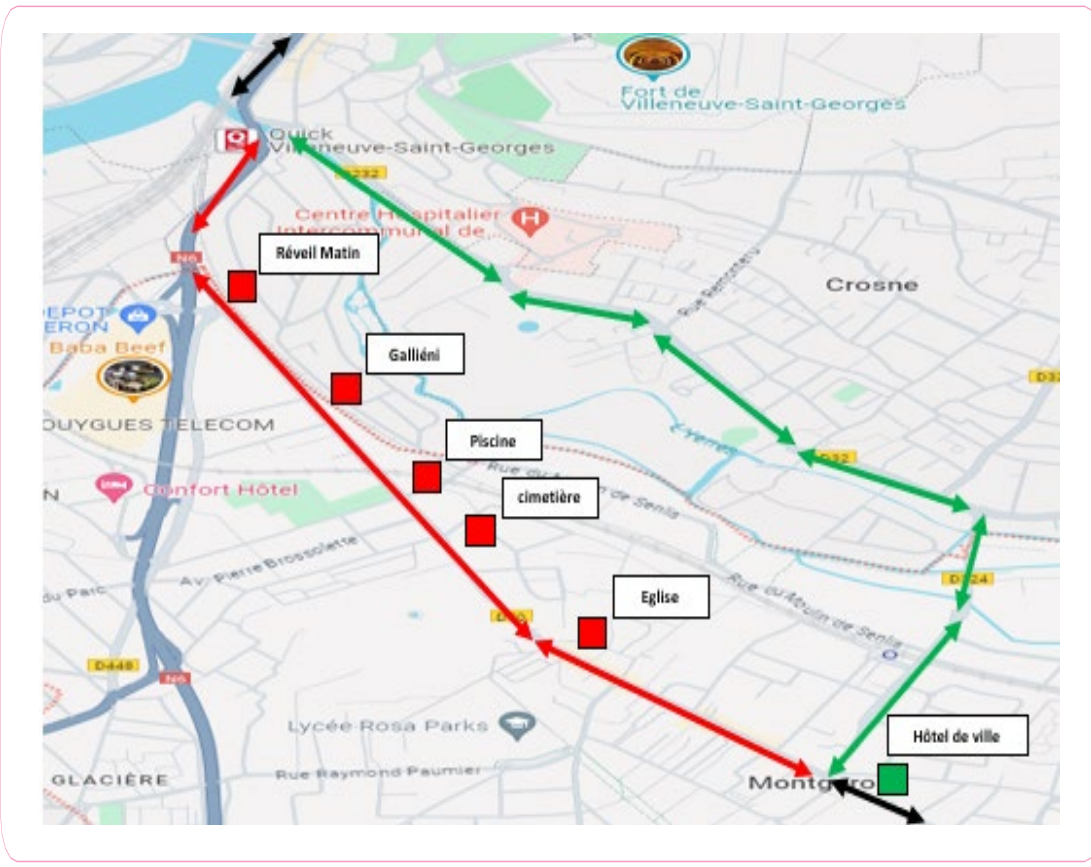 Fort de
Villeneuve-Saint-Georges
Quick
Villeneuve-Saint-Georges
Centre Hospitalier
Intercommunal de
H
Réveil Matin
N6
Rue
Crosne
DEPOT
ERON
Baba Beef
Galliéni
OUYGUES TELECOM
Piscine
Yerres
D32
Rue du Moulin de Senlis
N
Confort Hôtel
cimetière
Av. Pierre Brossolette
du Parc
Eglise
Rue du Moulin de Senlis
D448
N6
Lycée Rosa Parks
Hôtel de ville
GLACIÈRE
Rue Raymond Paumier